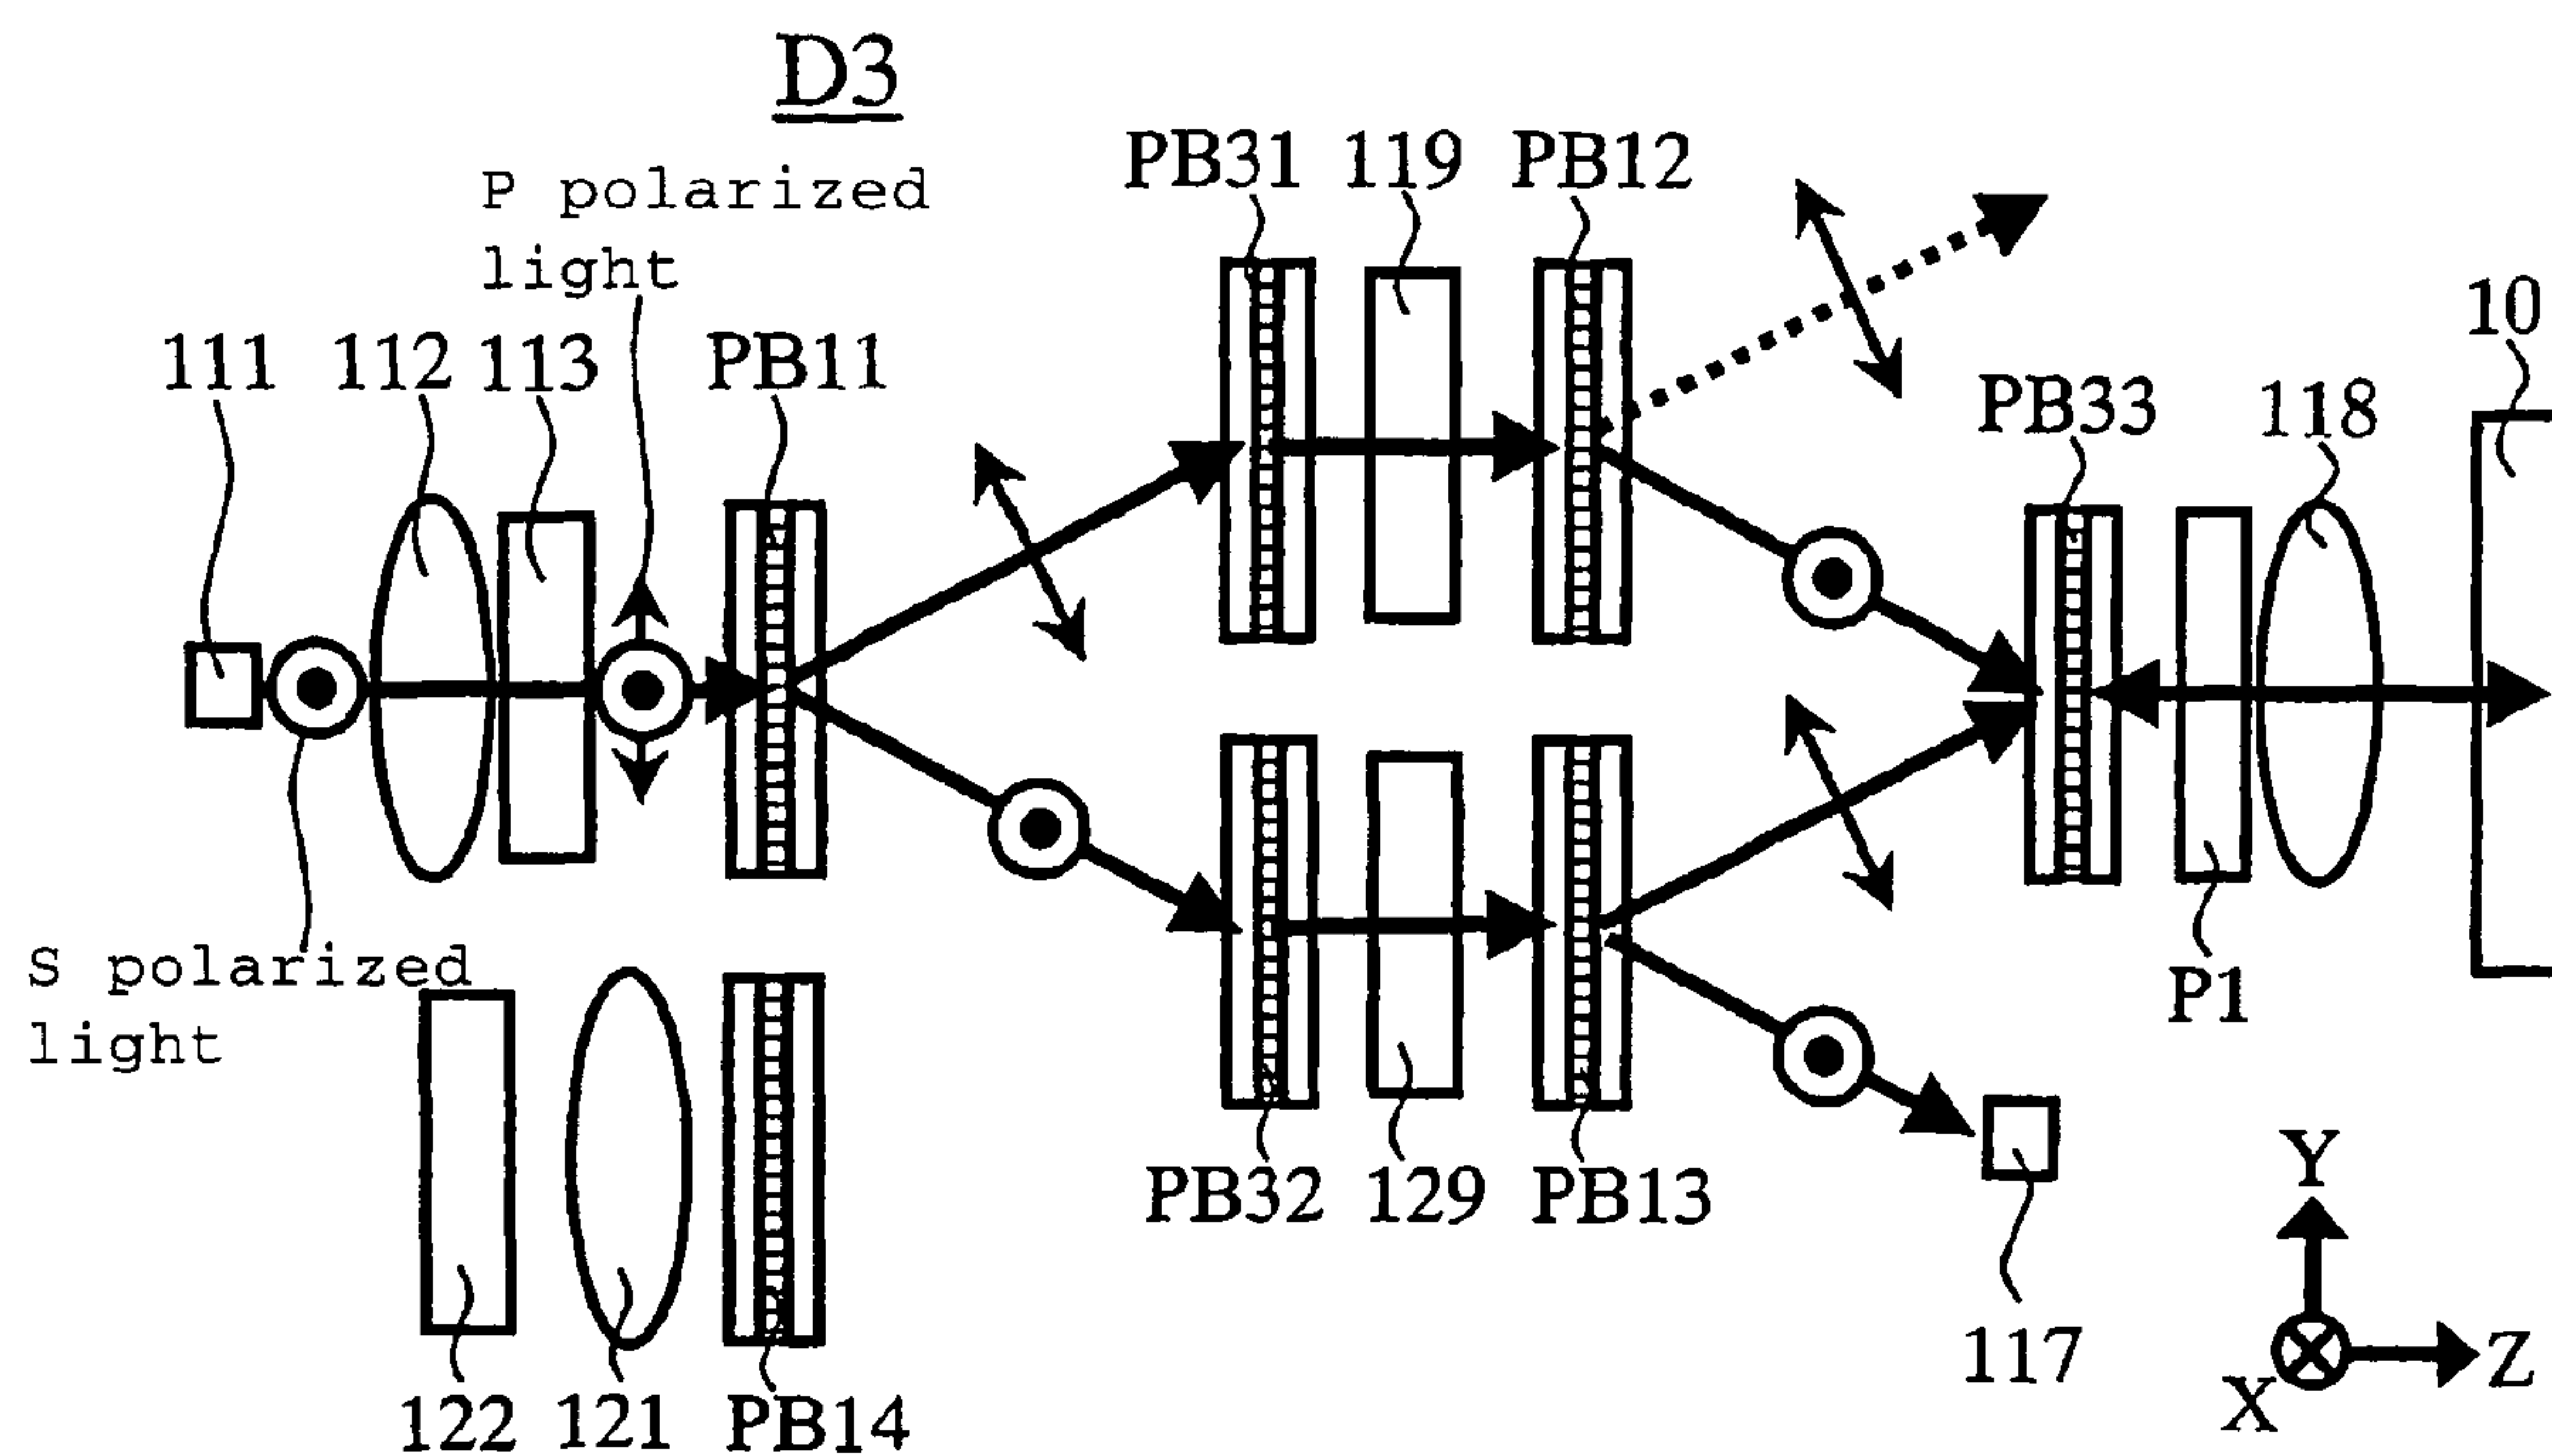 D3
P polarized
light
PB31
119
PB12
10
111
112
113
PB11
PB33
118
S polarized
light
P1
PB32
129
PB13
Y
117
X
Z
122
121
PB14